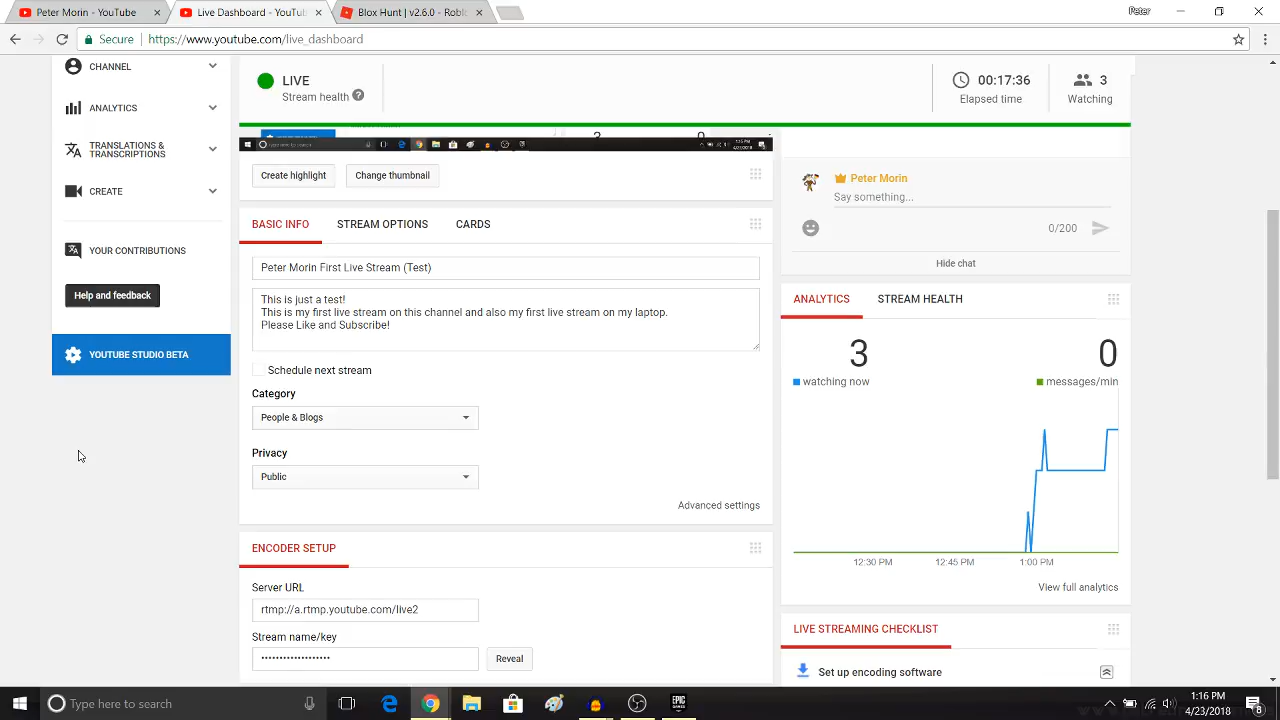 Peter Morin - YouTube
Live Dashboard - YouTu
Blox Hunt | v2.6.0 - Robl
Peter
Secure
https://www.youtube.com/live_dashboard
CHANNEL
ANALYTICS
TRANSLATIONS &
TRANSCRIPTIONS
CREATE
YOUR CONTRIBUTIONS
Help and feedback
YOUTUBE STUDIO BETA
LIVE
Stream health ?
00:17:36
Elapsed time
3
Watching
Create highlight
Change thumbnail
BASIC INFO
STREAM OPTIONS
CARDS
Peter Morin First Live Stream (Test)
This is just a test!
This is my first live stream on this channel and also my first live stream on my laptop.
Please Like and Subscribe!
Schedule next stream
Category
People & Blogs
Privacy
Public
Advanced settings
ENCODER SETUP
Server URL
rtmp://a.rtmp.youtube.com/live2
Stream name/key
••••••••••••••••••
Reveal
Peter Morin
Say something...
0/200
Hide chat
ANALYTICS
STREAM HEALTH
3
watching now
0
messages/min
12:30 PM
12:45 PM
1:00 PM
View full analytics
LIVE STREAMING CHECKLIST
Set up encoding software
Type here to search
EPIC
GAMES
1:16 PM
4/23/2018
8